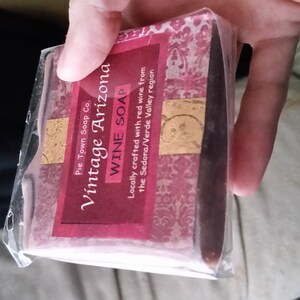 Pie Town Soap Co.
Vintage Arizona
WINE SOAP
Locally crafted with red wine from
the Sedona/Verde Valley region